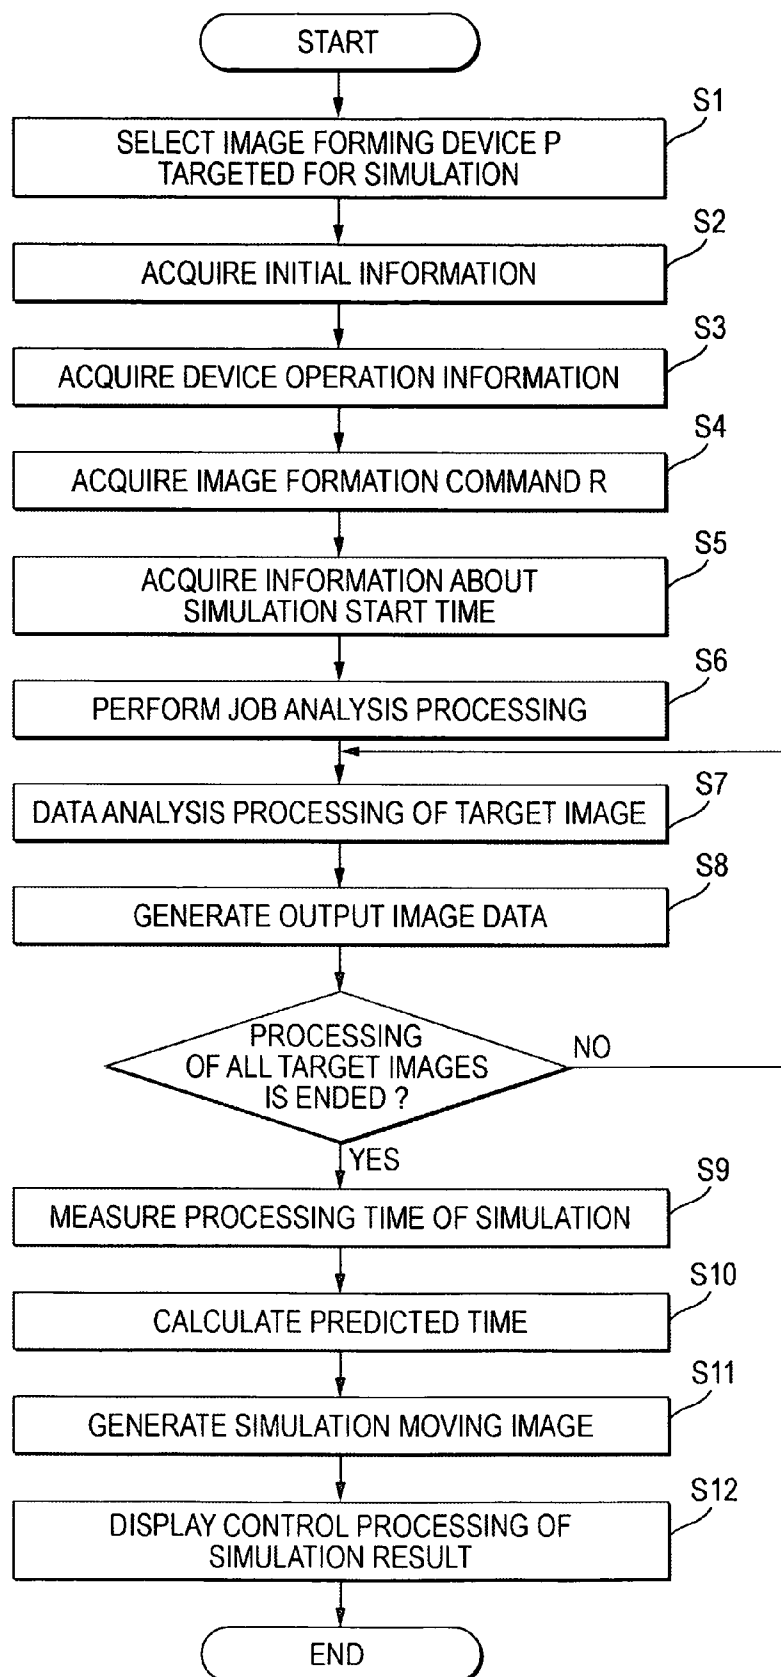 START
S1
SELECT IMAGE FORMING DEVICE P
TARGETED FOR SIMULATION
S2
ACQUIRE INITIAL INFORMATION
S3
ACQUIRE DEVICE OPERATION INFORMATION
S4
ACQUIRE IMAGE FORMATION COMMAND R
S5
ACQUIRE INFORMATION ABOUT
SIMULATION START TIME
S6
PERFORM JOB ANALYSIS PROCESSING
S7
DATA ANALYSIS PROCESSING OF TARGET IMAGE
S8
GENERATE OUTPUT IMAGE DATA
PROCESSING
OF ALL TARGET IMAGES
IS ENDED ?
NO
YES
S9
MEASURE PROCESSING TIME OF SIMULATION
S10
CALCULATE PREDICTED TIME
S11
GENERATE SIMULATION MOVING IMAGE
S12
DISPLAY CONTROL PROCESSING OF
SIMULATION RESULT
END